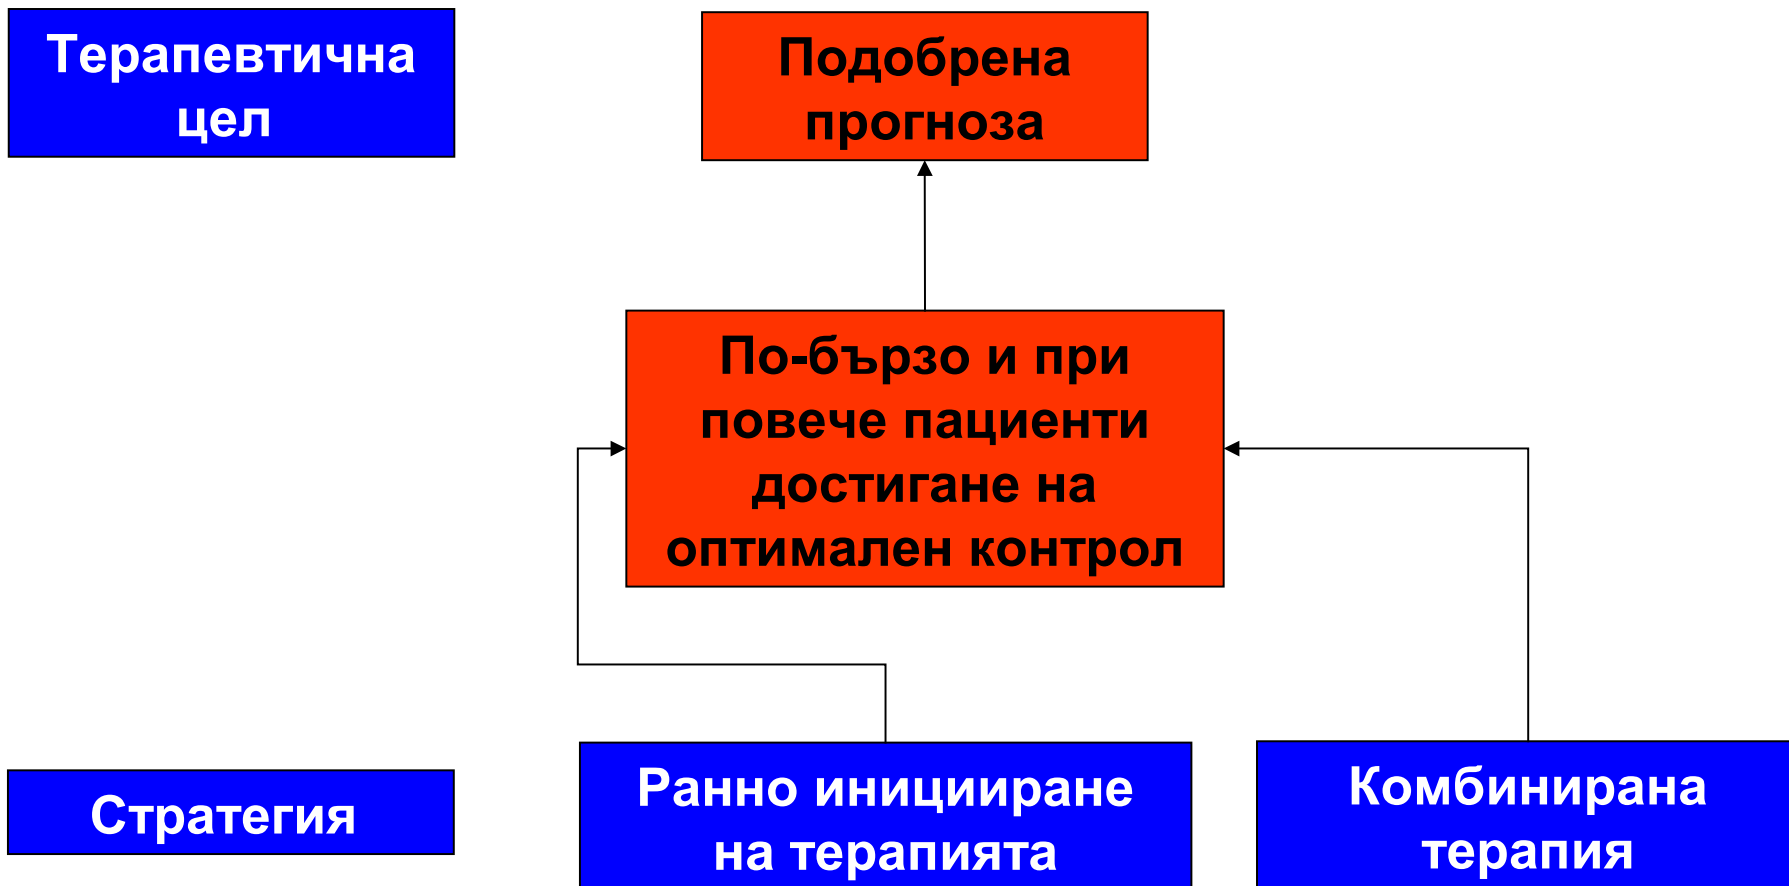 Терапевтична
цел
Подобрена
прогноза
По-бързо и при
повече пациенти
достигане на
оптимален контрол
Стратегия
Ранно иницииране
на терапията
Комбинирана
терапия